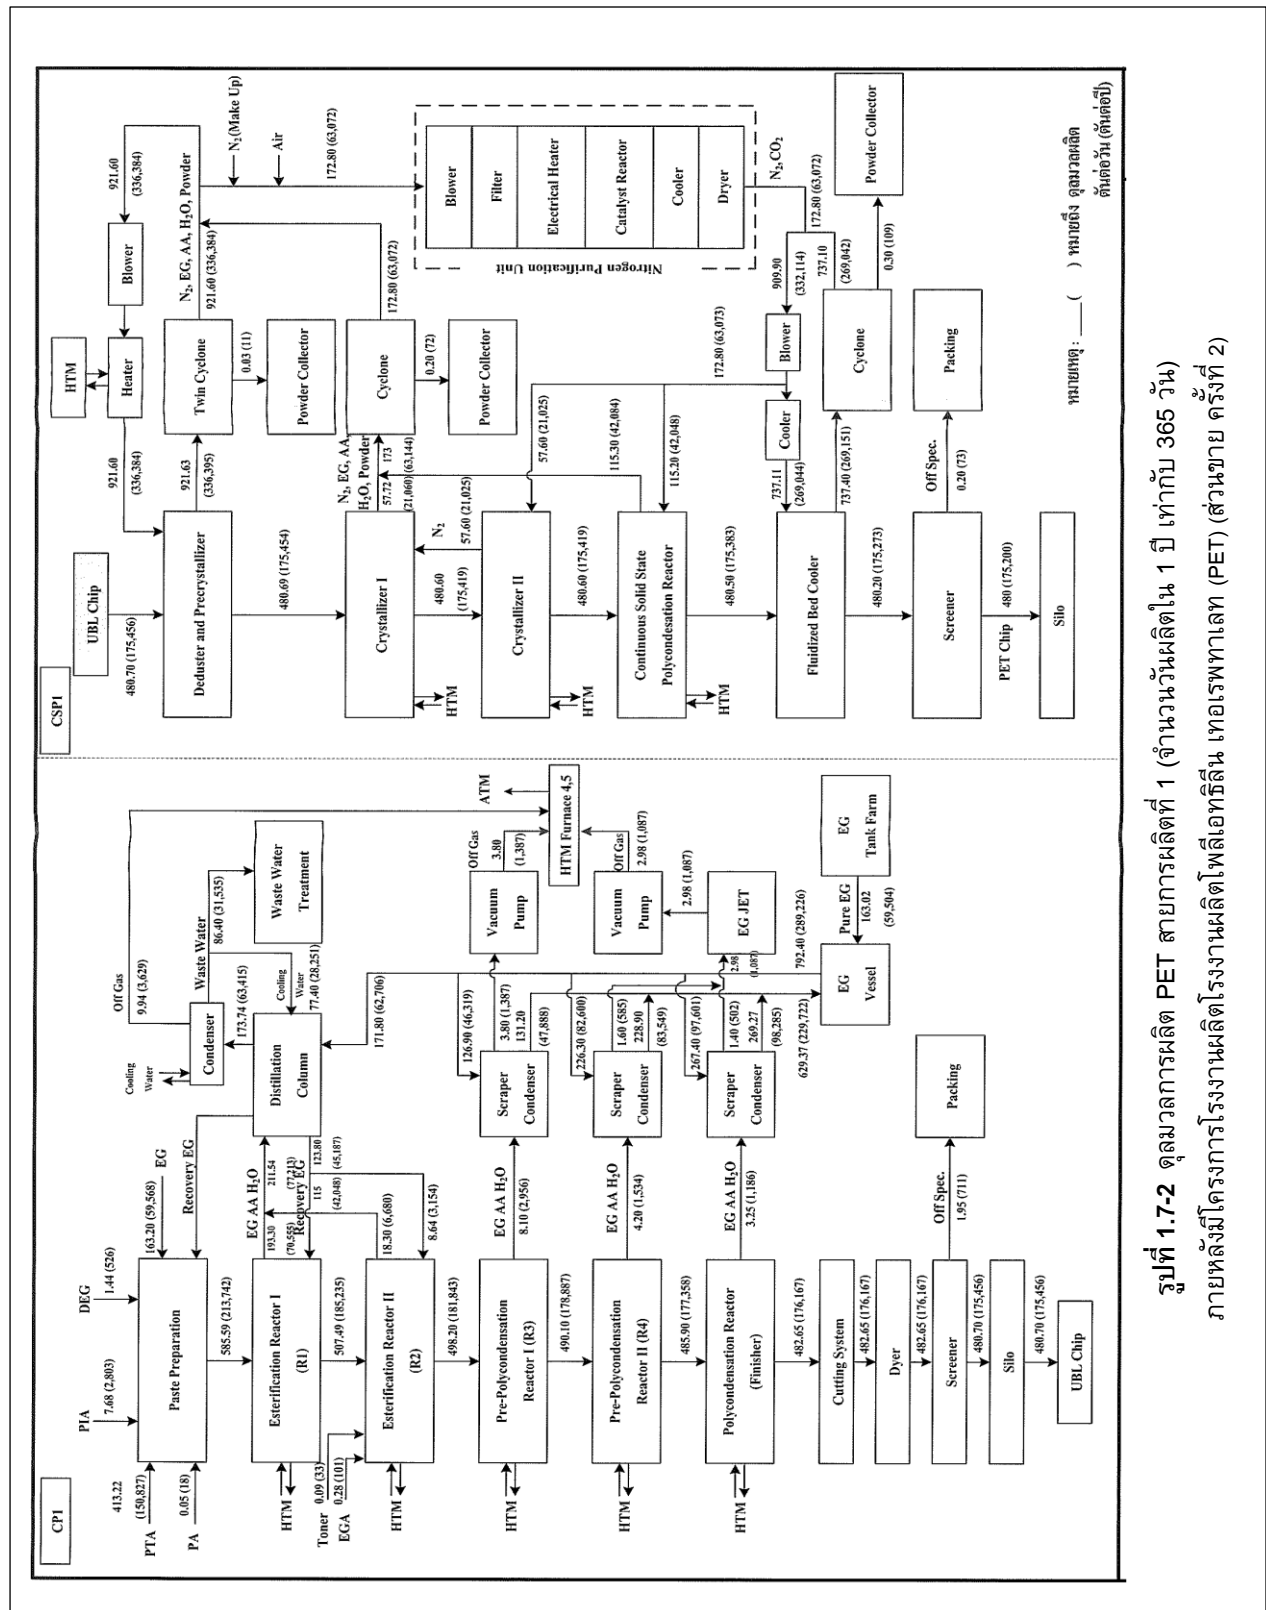 CP1
PTA
413.22
(150,827)
PIA
7.68 (2,803)
DEG
1.44 (526)
PA
0.05 (18)
EG
163.20 (59,568)
Recovery EG
Paste Preparation
585.59 (213,742)
Esterification Reactor I
(R1)
HTM
EG AA H₂O
193.30
(70,555)
211.54
(77,213)
Recovery EG
115
(42,048)
123.80
(45,187)
507.49 (185,235)
Toner
0.09 (33)
EGA
0.28 (101)
Esterification Reactor II
(R2)
HTM
18.30 (6,680)
8.64 (3,154)
498.20 (181,843)
Distillation
Column
173.74 (63,415)
Condenser
Cooling
Water
Off Gas
9.94 (3,629)
Waste Water
86.40 (31,535)
Waste Water
Treatment
Cooling
Water
77.40 (28,251)
171.80 (62,706)
Pre-Polycondensation
Reactor I (R3)
HTM
EG AA H₂O
8.10 (2,956)
Scraper
Condenser
126.90 (46,319)
3.80 (1,387)
131.20
(47,888)
Vacuum
Pump
Off Gas
3.80
(1,387)
ATM
HTM Furnace 4,5
490.10 (178,887)
Pre-Polycondensation
Reactor II (R4)
HTM
EG AA H₂O
4.20 (1,534)
Scraper
Condenser
226.30 (82,600)
1.60 (585)
228.90
(83,549)
Vacuum
Pump
Off Gas
2.98 (1,087)
2.98 (1,087)
EG JET
2.98
(1,087)
485.90 (177,358)
Polycondensation Reactor
(Finisher)
HTM
EG AA H₂O
3.25 (1,186)
Scraper
Condenser
267.40 (97,601)
1.40 (502)
269.27
(98,285)
629.37 (229,722)
792.40 (289,226)
EG
Vessel
Pure EG
163.02
(59,504)
EG
Tank Farm
482.65 (176,167)
Cutting System
482.65 (176,167)
Dyer
482.65 (176,167)
Screener
Off Spec.
1.95 (711)
Packing
480.70 (175,456)
Silo
480.70 (175,456)
UBL Chip
CSP1
UBL Chip
480.70 (175,456)
Deduster and Precrystallizer
921.60
(336,384)
HTM
Heater
Blower
921.60
(336,384)
921.63
(336,395)
Twin Cyclone
0.03 (11)
Powder Collector
N₂, EG, AA, H₂O, Powder
921.60 (336,384)
N₂ (Make Up)
Air
172.80 (63,072)
480.69 (175,454)
Crystallizer I
HTM
N₂, EG, AA,
H₂O, Powder
57.72
(21,060)
173
(63,144)
Cyclone
0.20 (72)
Powder Collector
172.80 (63,072)
480.60
(175,419)
N₂
57.60 (21,025)
Crystallizer II
HTM
57.60 (21,025)
480.60 (175,419)
Continuous Solid State
Polycondesation Reactor
HTM
115.30 (42,084)
115.20 (42,048)
172.80 (63,073)
Nitrogen Purification Unit
Blower
Filter
Electrical Heater
Catalyst Reactor
Cooler
Dryer
N₂,CO₂
172.80 (63,072)
480.50 (175,383)
Fluidized Bed Cooler
737.11
(269,044)
Cooler
Blower
909.90
(332,114)
737.10
(269,042)
737.40 (269,151)
Cyclone
0.30 (109)
Powder Collector
480.20 (175,273)
Screener
Off Spec.
0.20 (73)
Packing
PET Chip
480 (175,200)
Silo
หมายเหตุ : ____ ( ) หมายถึง ดุลมวลผลิต
ตันต่อวัน (ตันต่อปี)
รูปที่ 1.7-2 ดุลมวลการผลิต PET สายการผลิตที่ 1 (จำนวนวันผลิตใน 1 ปี เท่ากับ 365 วัน)
ภายหลังมีโครงการโรงงานผลิตโรงงานผลิตโพลีเอทธิลีน เทอเรพทาเลท (PET) (ส่วนขาย ครั้งที่ 2)